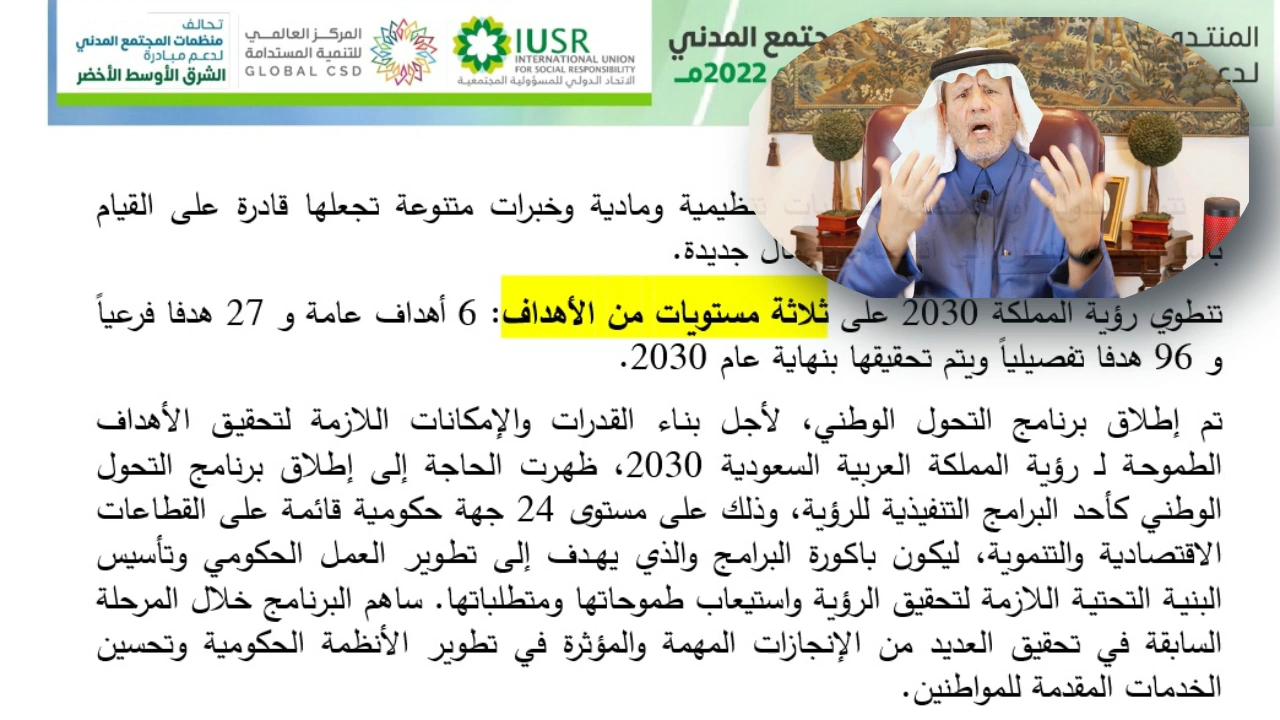 تحالف
منظمات المجتمع المدني
لدعم مبادرة
الشرق الأوسط الأخضر
المركز العالمي
للتنمية المستدامة
GLOBAL CSD
IUSR
INTERNATIONAL UNION
FOR SOCIAL RESPONSIBILITY
الاتحاد الدولي للمسؤولية المجتمعية
المنتدى
2022مـ
ومادية وخبرات متنوعة تجعلها قادرة على القيام
جديدة.
تنطوي رؤية المملكة 2030 على ثلاثة مستويات من الأهداف: 6 أهداف عامة و 27 هدفا فرعياً
و 96 هدفا تفصيلياً ويتم تحقيقها بنهاية عام 2030.
تم إطلاق برنامج التحول الوطني، لأجل بناء القدرات والإمكانات اللازمة لتحقيق الأهداف
الطموحة لـ رؤية المملكة العربية السعودية 2030، ظهرت الحاجة إلى إطلاق برنامج التحول
الوطني كأحد البرامج التنفيذية للرؤية، وذلك على مستوى 24 جهة حكومية قائمة على القطاعات
الاقتصادية والتنموية، ليكون باكورة البرامج والذي يهدف إلى تطوير العمل الحكومي وتأسيس
البنية التحتية اللازمة لتحقيق الرؤية واستيعاب طموحاتها ومتطلباتها. ساهم البرنامج خلال المرحلة
السابقة في تحقيق العديد من الإنجازات المهمة والمؤثرة في تطوير الأنظمة الحكومية وتحسين
الخدمات المقدمة للمواطنين.